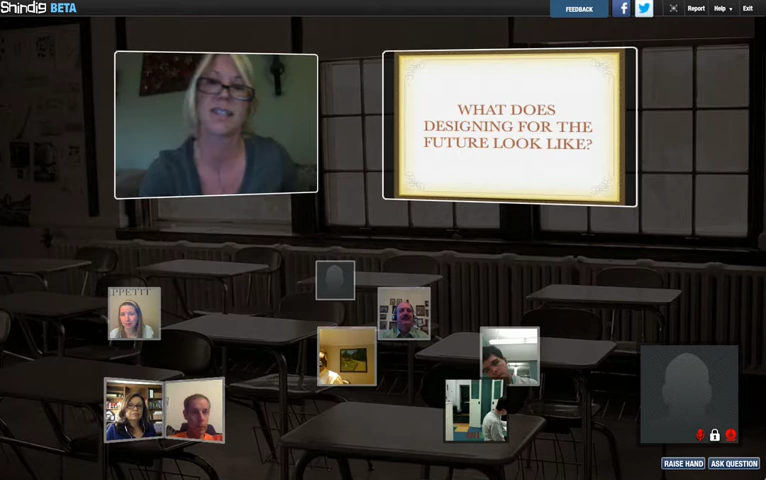 Shindig BETA
FEEDBACK
Report
Help
Exit
WHAT DOES
DESIGNING FOR THE
FUTURE LOOK LIKE?
PPETIT
RAISE HAND
ASK QUESTION